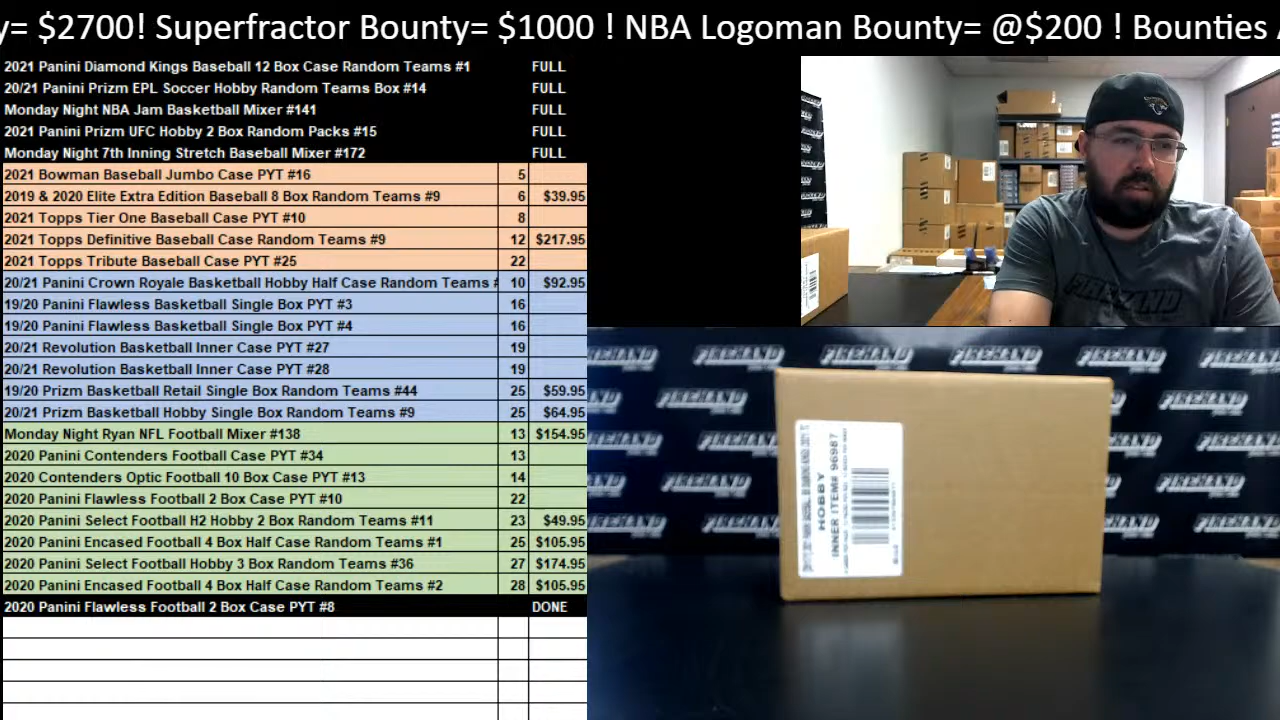 y= $2700! Superfractor Bounty= $1000 ! NBA Logoman Bounty= @$200 ! Bounties
2021 Panini Diamond Kings Baseball 12 Box Case Random Teams #1 FULL
20/21 Panini Prizm EPL Soccer Hobby Random Teams Box #14 FULL
Monday Night NBA Jam Basketball Mixer #141 FULL
2021 Panini Prizm UFC Hobby 2 Box Random Packs #15 FULL
Monday Night 7th Inning Stretch Baseball Mixer #172 FULL
2021 Bowman Baseball Jumbo Case PYT #16 5
2019 & 2020 Elite Extra Edition Baseball 8 Box Random Teams #9 6 $39.95
2021 Topps Tier One Baseball Case PYT #10 8
2021 Topps Definitive Baseball Case Random Teams #9 12 $217.95
2021 Topps Tribute Baseball Case PYT #25 22
20/21 Panini Crown Royale Basketball Hobby Half Case Random Teams 10 $92.95
19/20 Panini Flawless Basketball Single Box PYT #3 16
19/20 Panini Flawless Basketball Single Box PYT #4 16
20/21 Revolution Basketball Inner Case PYT #27 19
20/21 Revolution Basketball Inner Case PYT #28 19
19/20 Prizm Basketball Retail Single Box Random Teams #44 25 $59.95
20/21 Prizm Basketball Hobby Single Box Random Teams #9 25 $64.95
Monday Night Ryan NFL Football Mixer #138 13 $154.95
2020 Panini Contenders Football Case PYT #34 13
2020 Contenders Optic Football 10 Box Case PYT #13 14
2020 Panini Flawless Football 2 Box Case PYT #10 22
2020 Panini Select Football H2 Hobby 2 Box Random Teams #11 23 $49.95
2020 Panini Encased Football 4 Box Half Case Random Teams #1 25 $105.95
2020 Panini Select Football Hobby 3 Box Random Teams #36 27 $174.95
2020 Panini Encased Football 4 Box Half Case Random Teams #2 28 $105.95
2020 Panini Flawless Football 2 Box Case PYT #8 DONE
FIREHAND
HOBBY
INNER ITEM# 96987